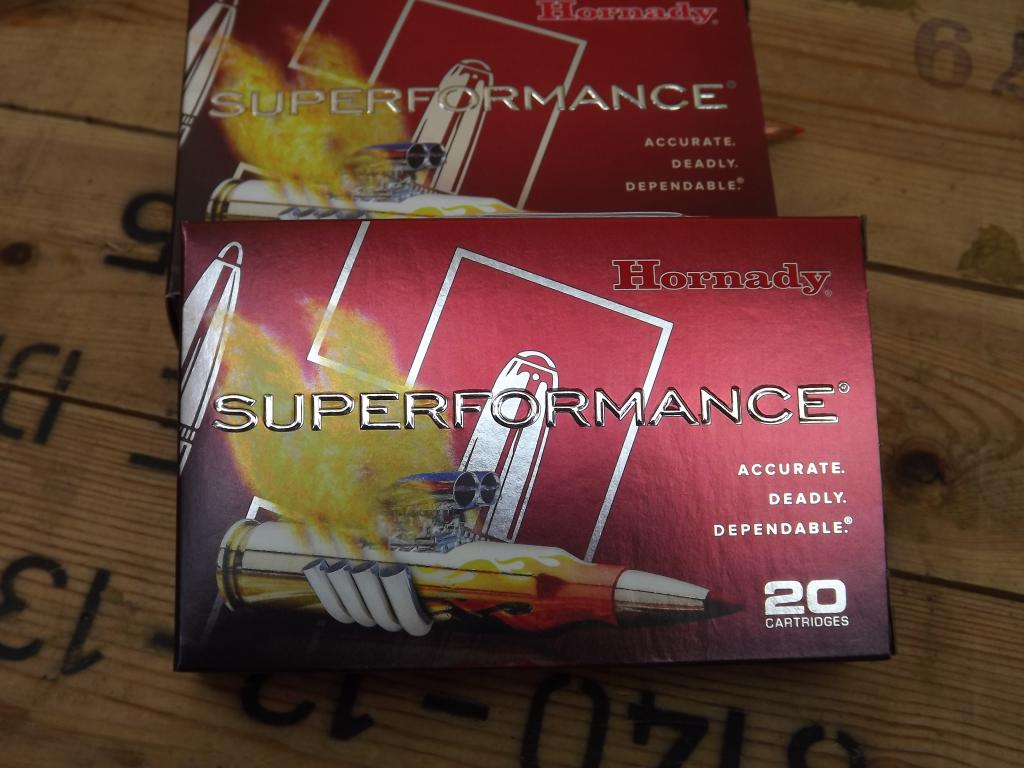 Hornady®
SUPERFORMANCE®
ACCURATE.
DEADLY.
DEPENDABLE.®
Hornady®
SUPERFORMANCE®
ACCURATE.
DEADLY.
DEPENDABLE.®
20
CARTRIDGES